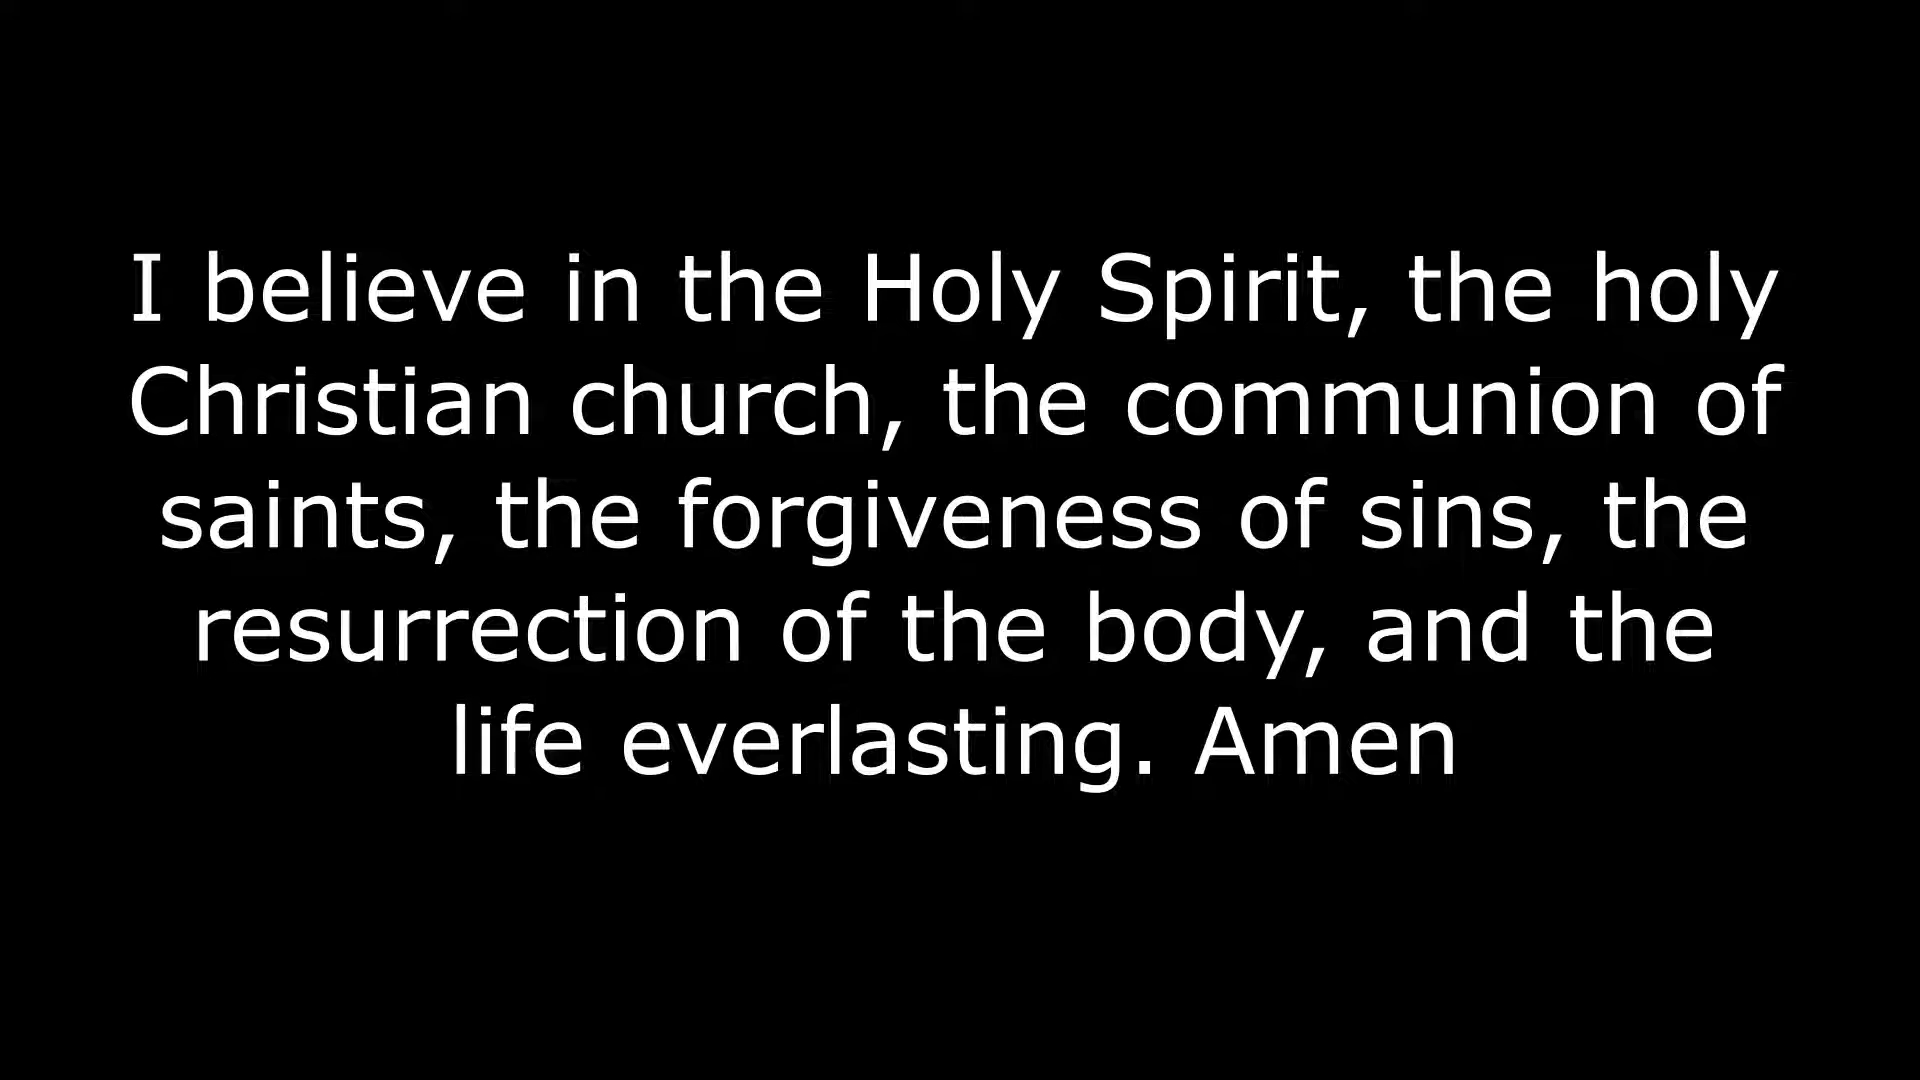 I believe in the Holy Spirit, the holy
Christian church, the communion of
saints, the forgiveness of sins, the
resurrection of the body, and the
life everlasting. Amen